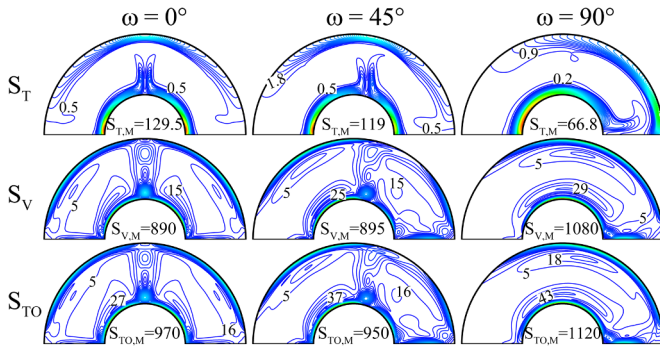 ω = 0° ω = 45° ω = 90°
S_T
0.5 0.5 S_T,M=129.5
1.8 0.5 0.5 S_T,M=119
0.9 0.2 S_T,M=66.8
S_V
5 15 S_V,M=890
5 25 15 S_V,M=895
5 29 5 S_V,M=1080
S_TO
5 27 16 S_TO,M=970
5 37 16 S_TO,M=950
18 5 43 S_TO,M=1120